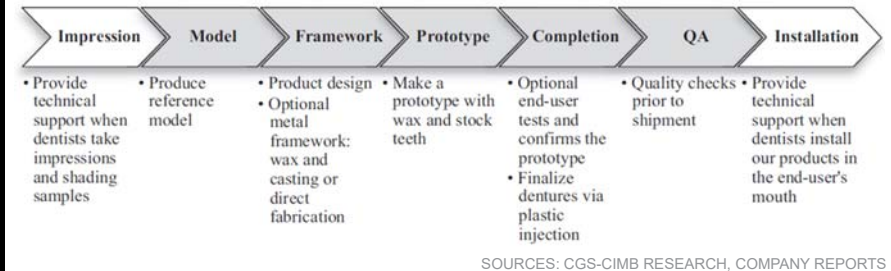 Impression
Model
Framework
Prototype
Completion
QA
Installation
• Provide
technical
support when
dentists take
impressions
and shading
samples
• Produce
reference
model
• Product design
• Optional
metal
framework:
wax and
casting or
direct
fabrication
• Make a
prototype with
wax and stock
teeth
• Optional
end-user
tests and
confirms the
prototype
• Finalize
dentures via
plastic
injection
• Quality checks
prior to
shipment
• Provide
technical
support when
dentists install
our products in
the end-user's
mouth
SOURCES: CGS-CIMB RESEARCH, COMPANY REPORTS